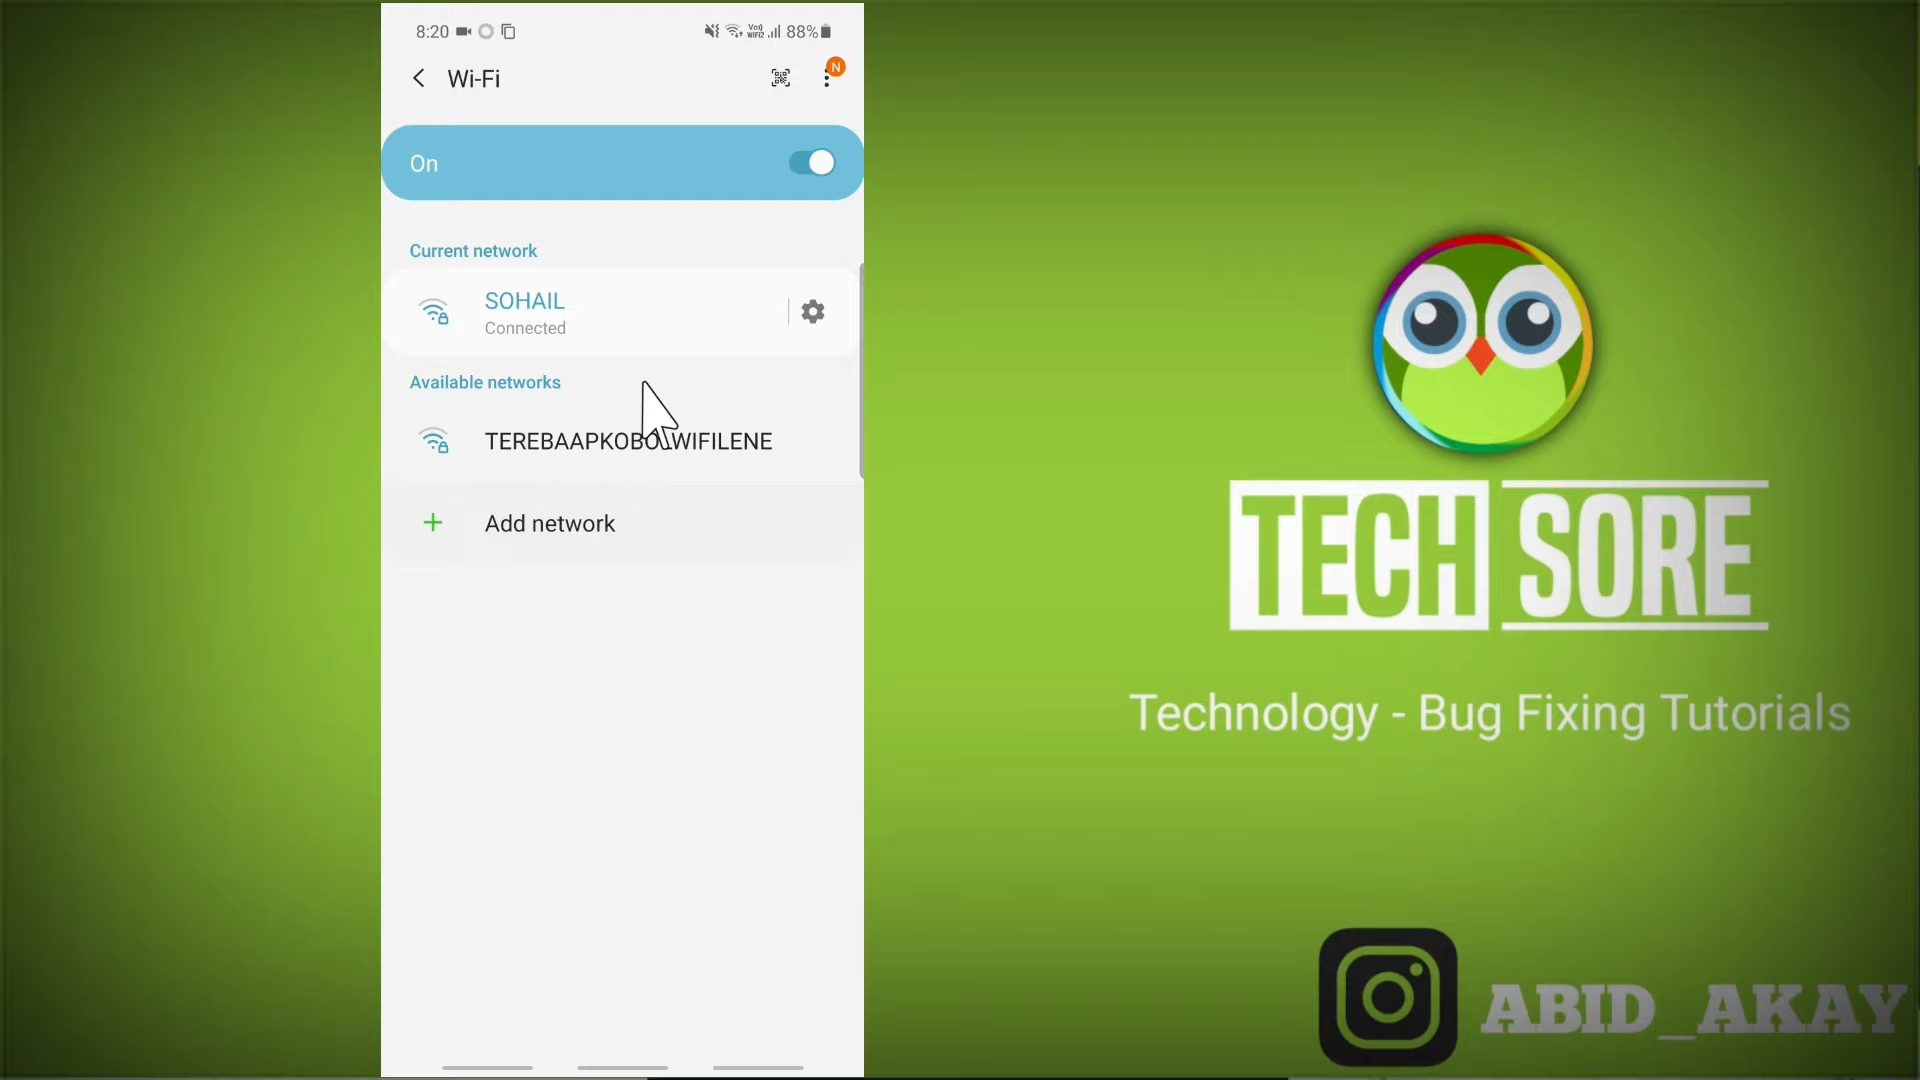 8:20 88%
Wi-Fi N
On
Current network
SOHAIL
Connected
Available networks
Add network
TECH SORE
Technology - Bug Fixing Tutorials
ABID_AKAY